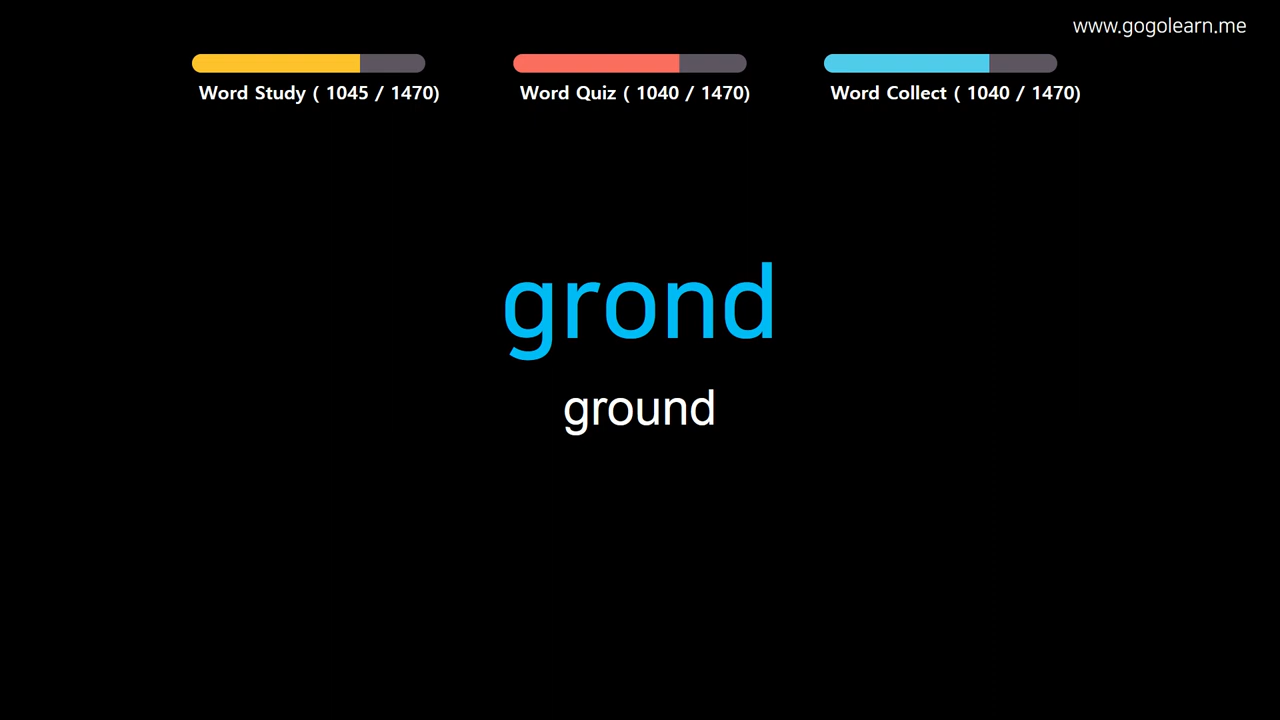 www.gogolearn.me
Word Study ( 1045 / 1470)
Word Quiz ( 1040 / 1470)
Word Collect ( 1040 / 1470)
grond
ground